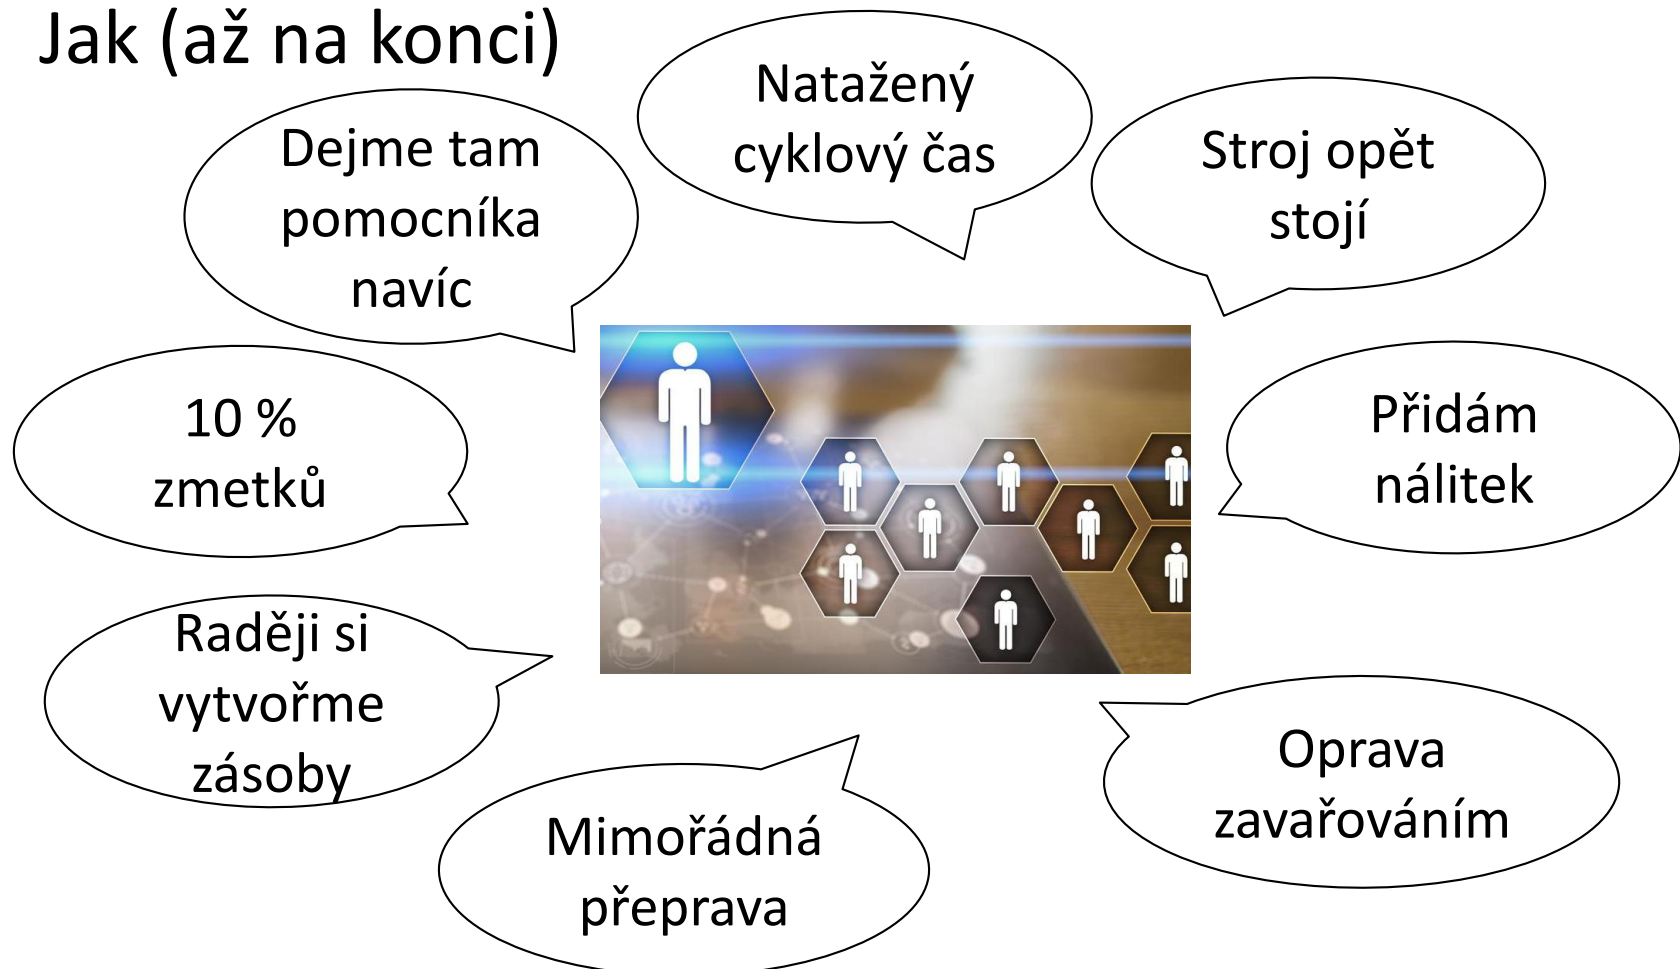 Jak (až na konci)
Natažený
cyklový čas
Dejme tam
pomocníka
navíc
Stroj opět
stojí
10 %
zmetků
Přidám
nálitek
Raději si
vytvořme
zásoby
Oprava
zavařováním
Mimořádná
přeprava